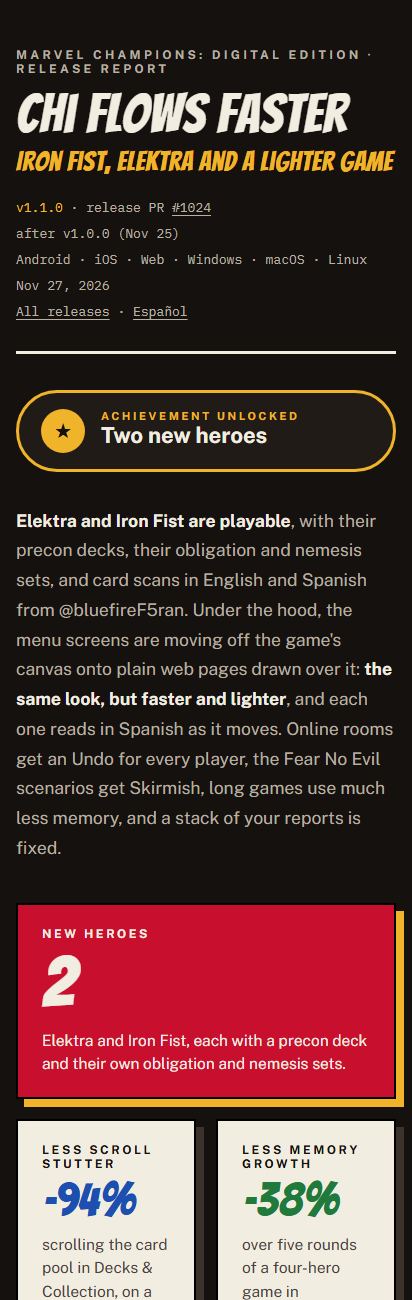 MARVEL CHAMPIONS: DIGITAL EDITION ·
RELEASE REPORT
CHI FLOWS FASTER
IRON FIST, ELEKTRA AND A LIGHTER GAME
v1.1.0 · release PR #1024
after v1.0.0 (Nov 25)
Android · iOS · Web · Windows · macOS · Linux
Nov 27, 2026
All releases · Español
★
ACHIEVEMENT UNLOCKED
Two new heroes
Elektra and Iron Fist are playable, with their
precon decks, their obligation and nemesis
sets, and card scans in English and Spanish
from @bluefireF5ran. Under the hood, the
menu screens are moving off the game's
canvas onto plain web pages drawn over it: the
same look, but faster and lighter, and each
one reads in Spanish as it moves. Online rooms
get an Undo for every player, the Fear No Evil
scenarios get Skirmish, long games use much
less memory, and a stack of your reports is
fixed.
NEW HEROES
2
Elektra and Iron Fist, each with a precon deck
and their own obligation and nemesis sets.
LESS SCROLL
STUTTER
-94%
scrolling the card
pool in Decks &
Collection, on a
LESS MEMORY
GROWTH
-38%
over five rounds
of a four-hero
game in